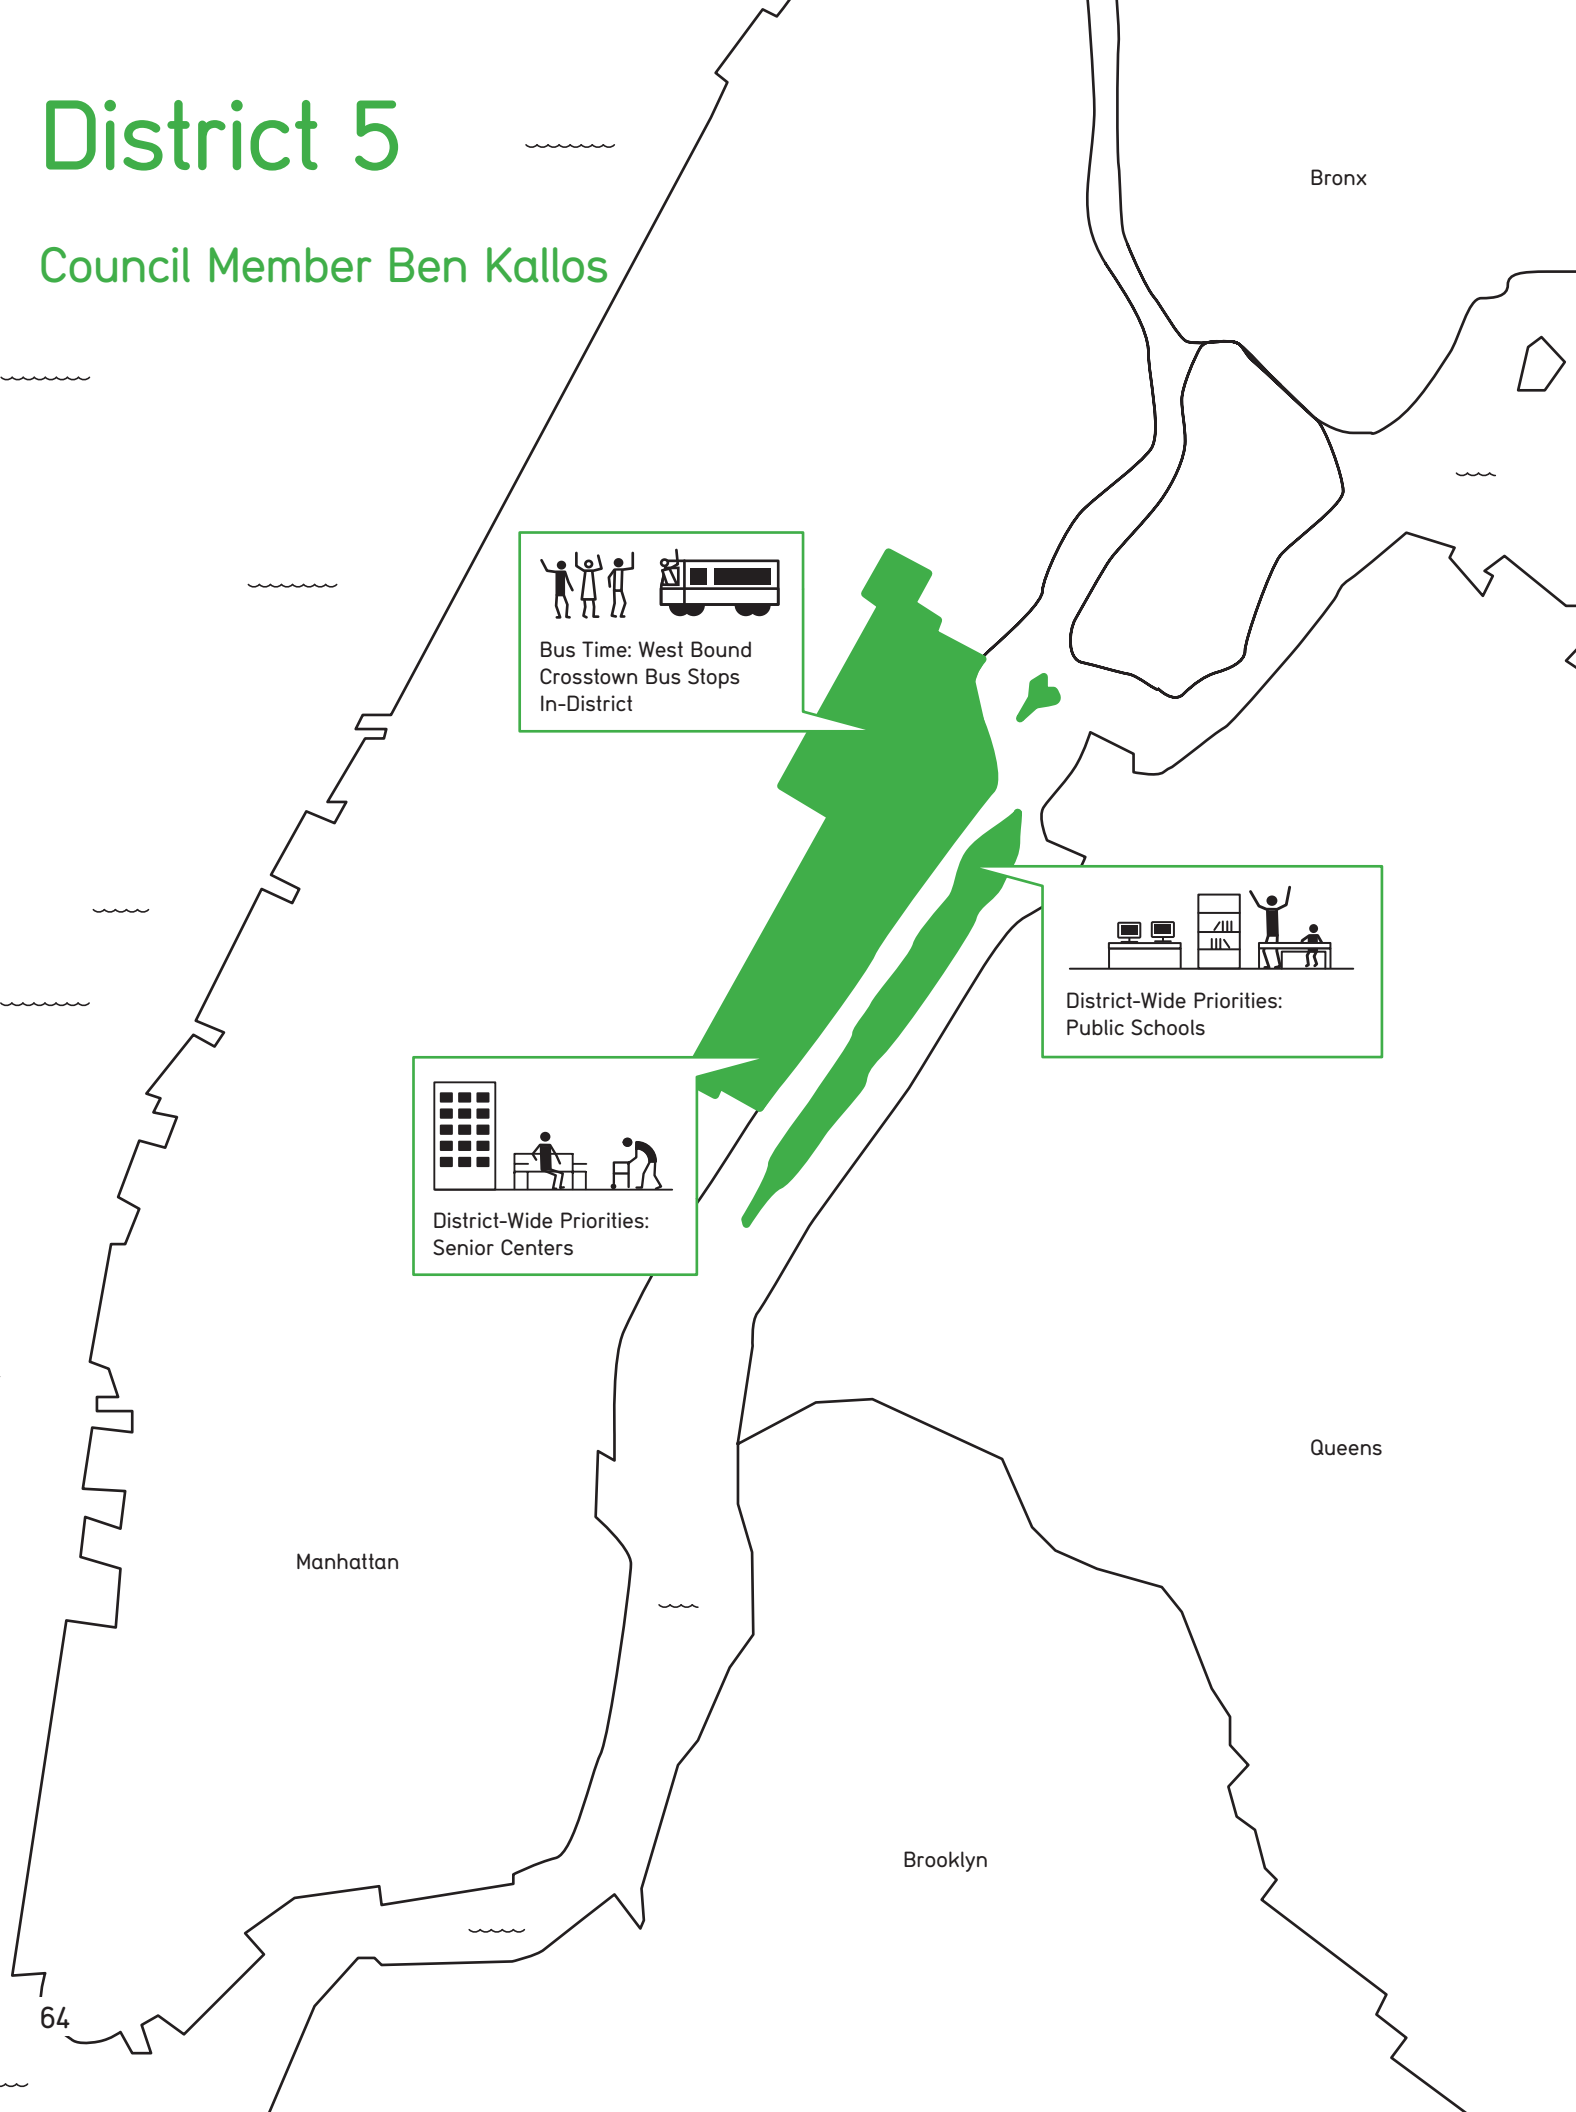 District 5
Council Member Ben Kallos
Bronx
Bus Time: West Bound
Crosstown Bus Stops
In-District
District-Wide Priorities:
Public Schools
District-Wide Priorities:
Senior Centers
Queens
Manhattan
Brooklyn
64